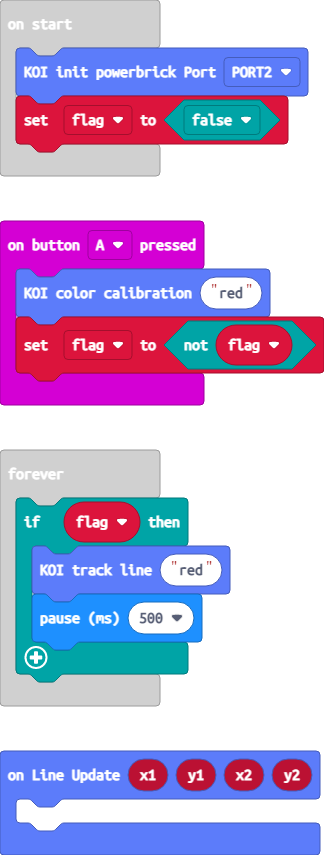 on start
KOI init powerbrick Port PORT2
set flag to false
on button A pressed
KOI color calibration "red"
set flag to not flag
forever
if flag then
KOI track line "red"
pause (ms) 500
on Line Update x1 y1 x2 y2